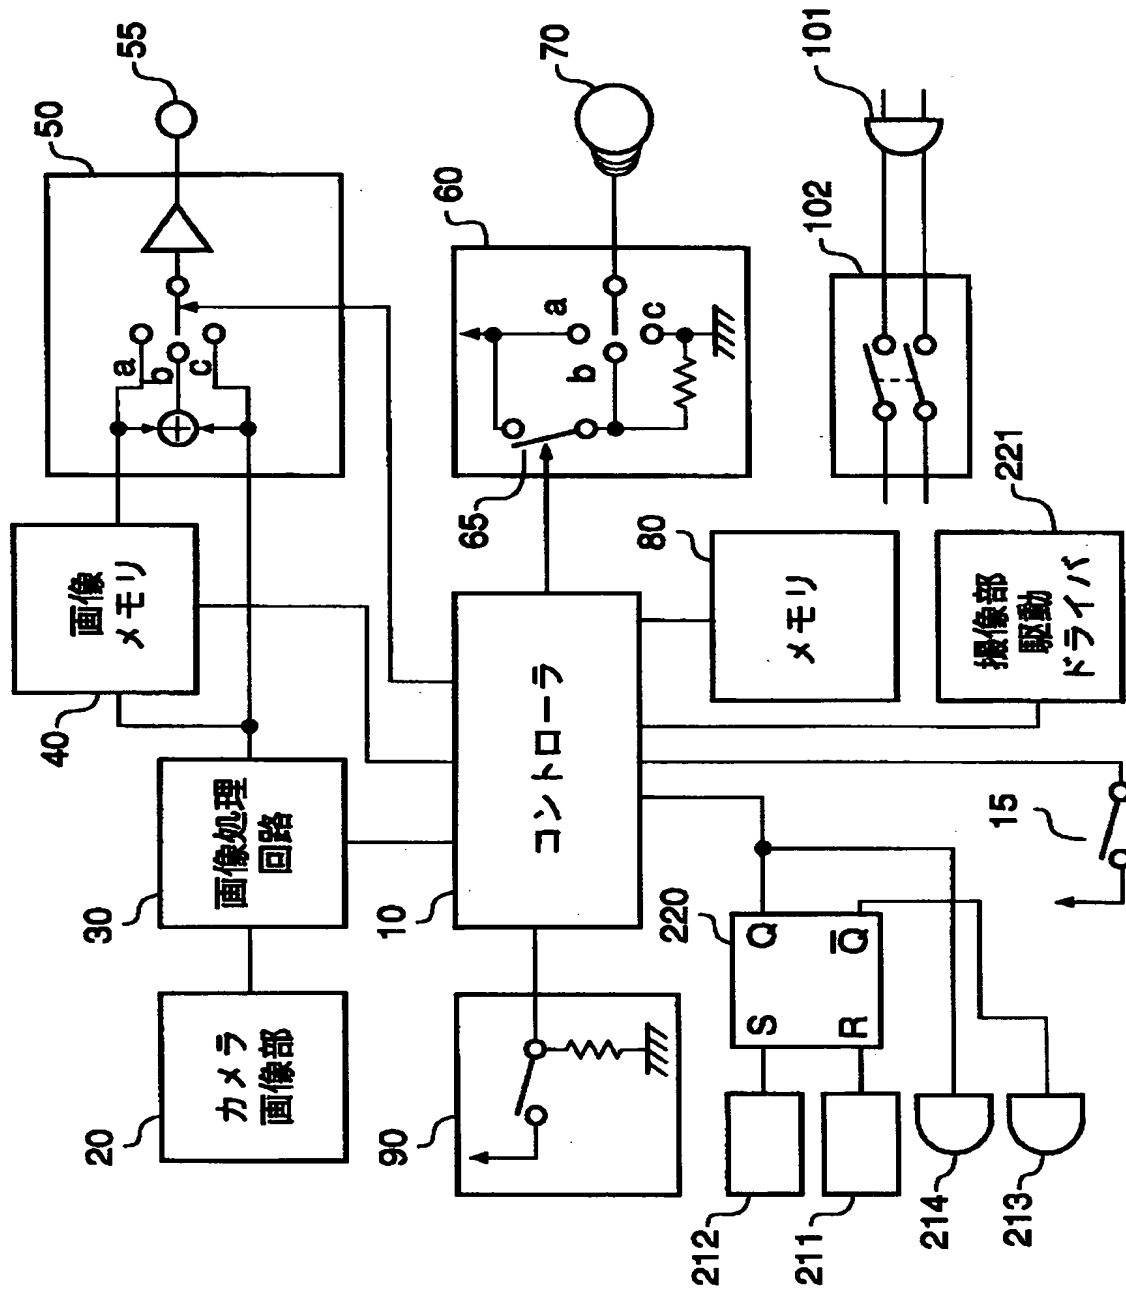 カメラ
画像部
20
画像処理
回路
30
画像
メモリ
40
a
b
c
50
55
90
コントローラ
10
65
a
b
c
60
70
メモリ
80
102
101
212
211
S
R
Q
Q̅
220
214
213
15
撮像部
駆動
ドライバ
221